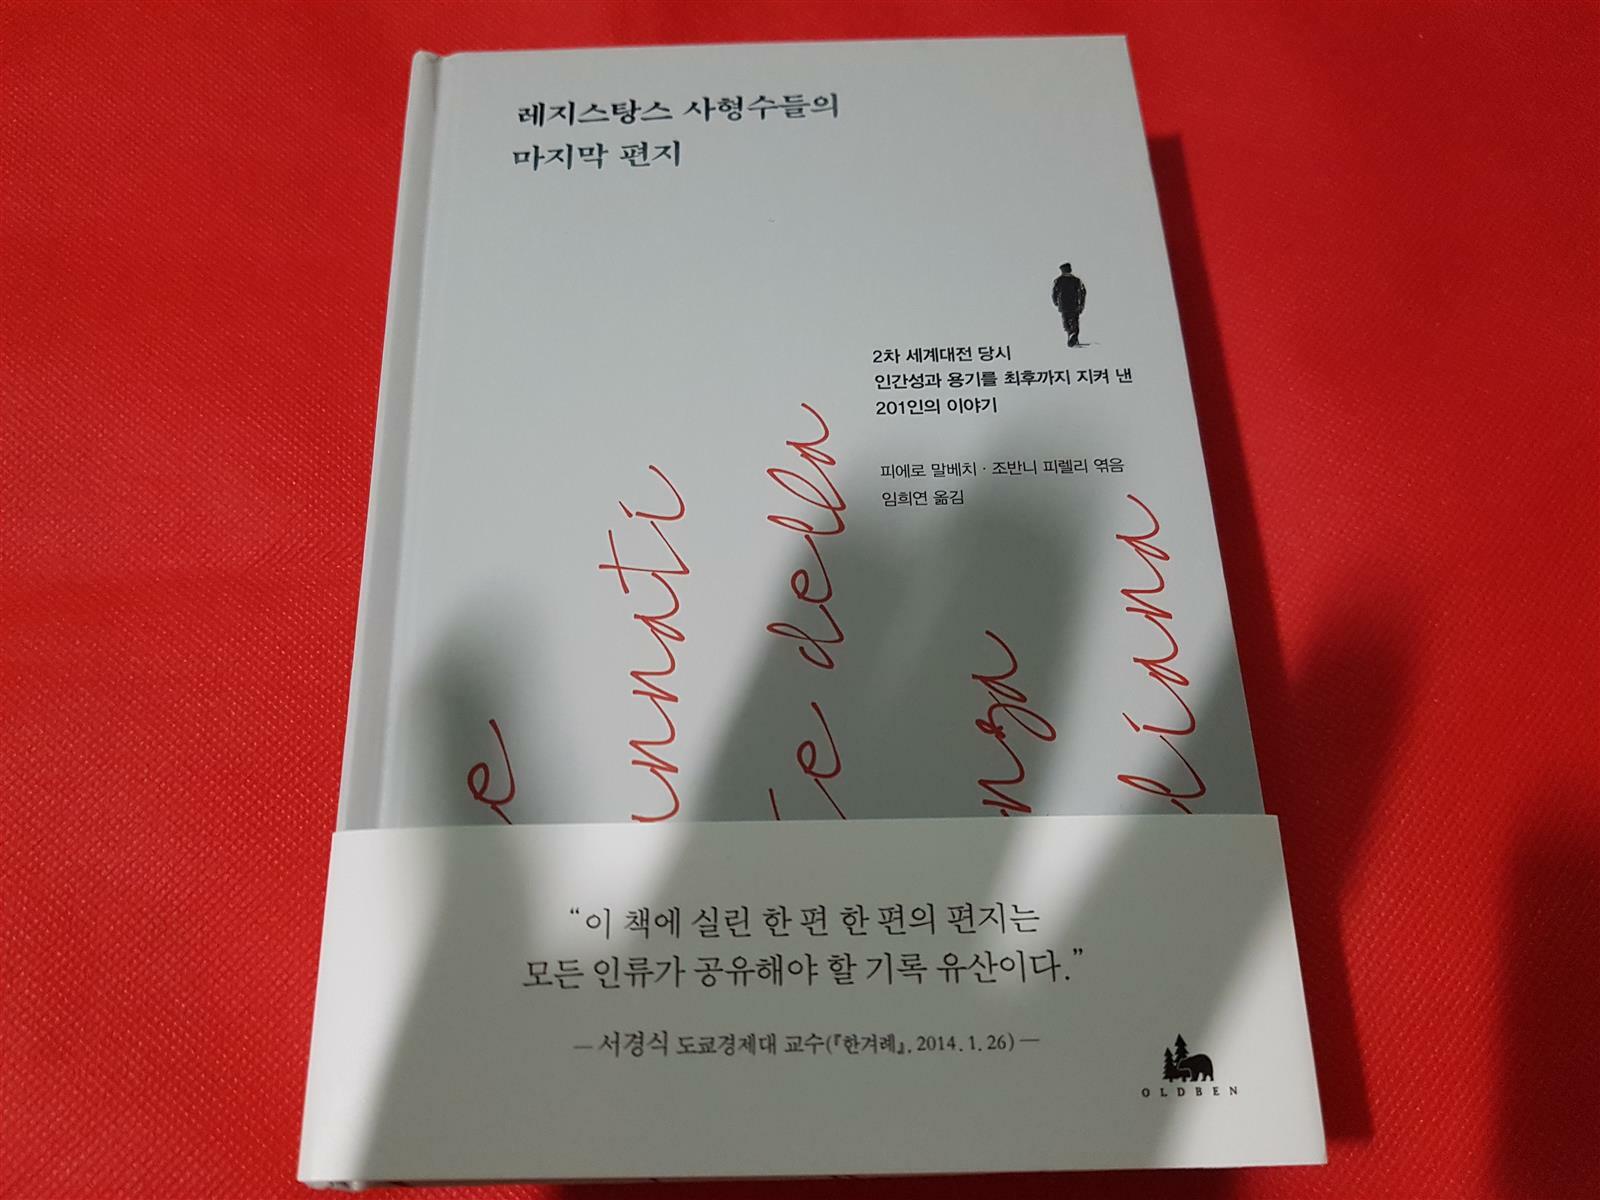 레지스탕스 사형수들의
마지막 편지
2차 세계대전 당시
인간성과 용기를 최후까지 지켜 낸
201인의 이야기
피에로 말베치 · 조반니 피렐리 엮음
임희연 옮김
e
nnati
te della
nza
liana
“이 책에 실린 한 편 한 편의 편지는
모든 인류가 공유해야 할 기록 유산이다.”
— 서경식 도쿄경제대 교수(『한겨레』, 2014. 1. 26) —
OLDBEN